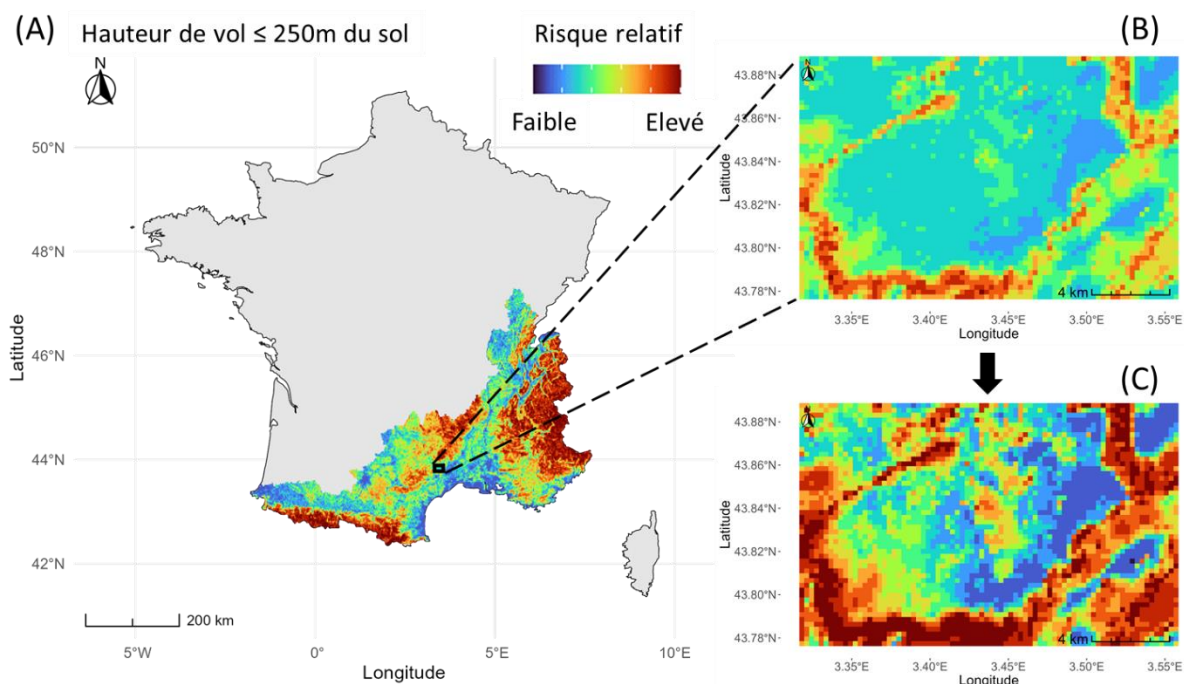 (A)
Hauteur de vol ≤ 250m du sol
Risque relatif
Faible
Elevé
N
50°N
48°N
46°N
44°N
42°N
Latitude
200 km
5°W
0°
5°E
10°E
Longitude
(B)
43.88°N
43.86°N
43.84°N
43.82°N
43.80°N
43.78°N
Latitude
4 km
3.35°E
3.40°E
3.45°E
3.50°E
3.55°E
Longitude
(C)
43.88°N
43.86°N
43.84°N
43.82°N
43.80°N
43.78°N
Latitude
4 km
3.35°E
3.40°E
3.45°E
3.50°E
3.55°E
Longitude